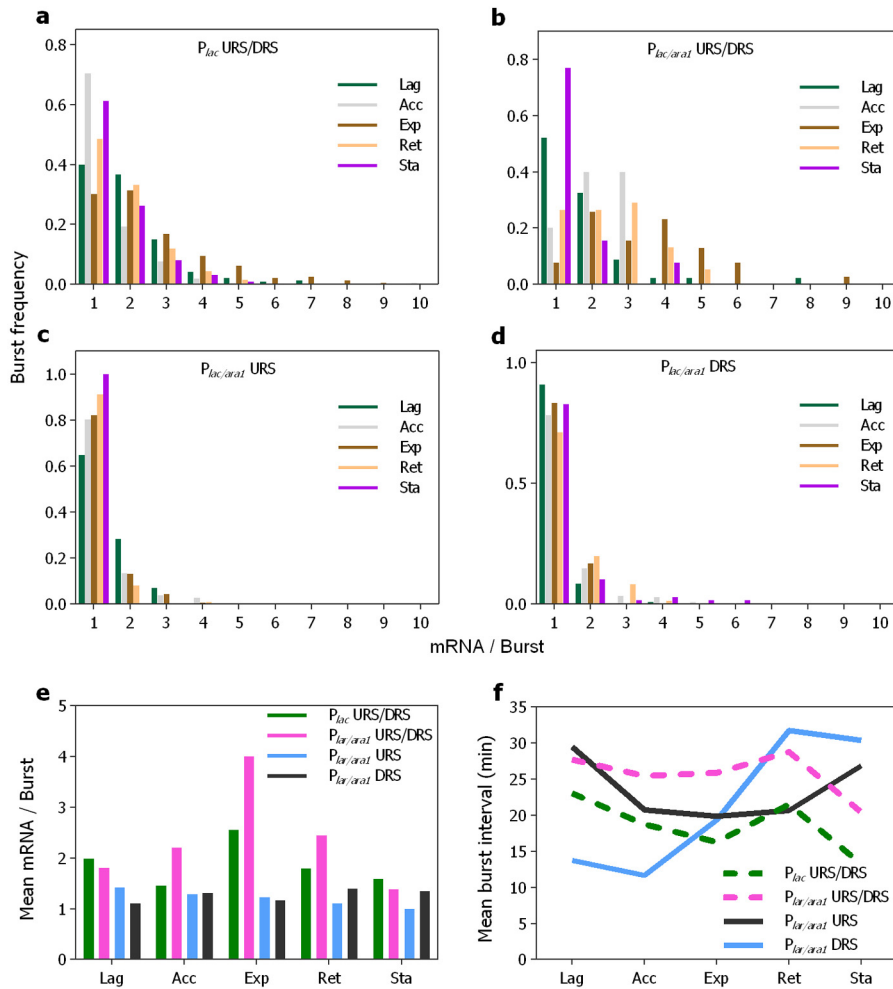 a
P_lac URS/DRS
0.8
0.6
0.4
0.2
0.0
Lag
Acc
Exp
Ret
Sta
1 2 3 4 5 6 7 8 9 10
b
P_lac/ara1 URS/DRS
0.8
0.6
0.4
0.2
0.0
Lag
Acc
Exp
Ret
Sta
1 2 3 4 5 6 7 8 9 10
Burst frequency
c
P_lac/ara1 URS
1.0
0.8
0.6
0.4
0.2
0.0
Lag
Acc
Exp
Ret
Sta
1 2 3 4 5 6 7 8 9 10
d
P_lac/ara1 DRS
1.0
0.5
0.0
Lag
Acc
Exp
Ret
Sta
1 2 3 4 5 6 7 8 9 10
mRNA / Burst
e
Mean mRNA / Burst
5
4
3
2
1
0
P_lac URS/DRS
P_lar/ara1 URS/DRS
P_lar/ara1 URS
P_lar/ara1 DRS
Lag Acc Exp Ret Sta
f
Mean burst interval (min)
35
30
25
20
15
10
5
0
P_lac URS/DRS
P_lar/ara1 URS/DRS
P_lar/ara1 URS
P_lar/ara1 DRS
Lag Acc Exp Ret Sta